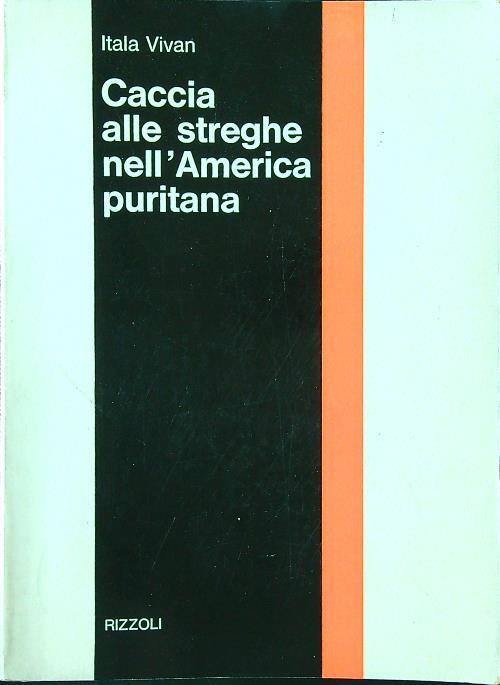 Itala Vivan
Caccia
alle streghe
nell'America
puritana
RIZZOLI